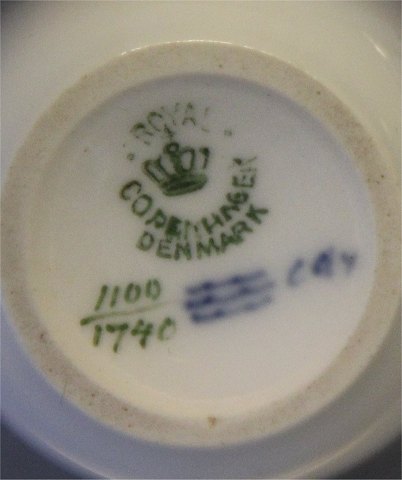 ROYAL
COPENHAGEN
DENMARK
1100
1740